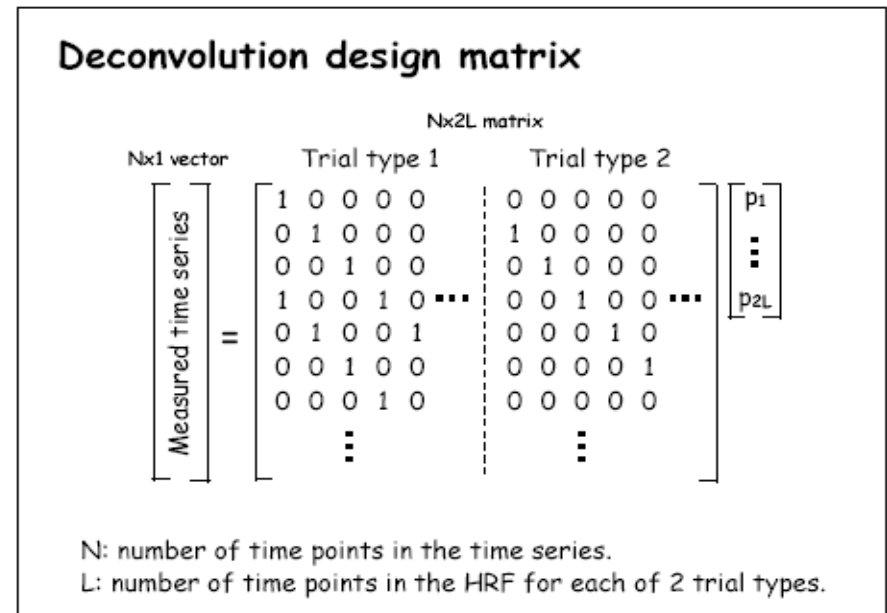 Deconvolution design matrix
Nx2L matrix
Nx1 vector
Trial type 1
Trial type 2
Measured time series
=
1 0 0 0 0 0 0 0 0 0
0 1 0 0 0 1 0 0 0 0
0 0 1 0 0 0 1 0 0 0
1 0 0 1 0 ... 0 0 1 0 0 ...
0 1 0 0 1 0 0 0 1 0
0 0 1 0 0 0 0 0 0 1
0 0 0 1 0 0 0 0 0 0
p1
p2L
N: number of time points in the time series.
L: number of time points in the HRF for each of 2 trial types.